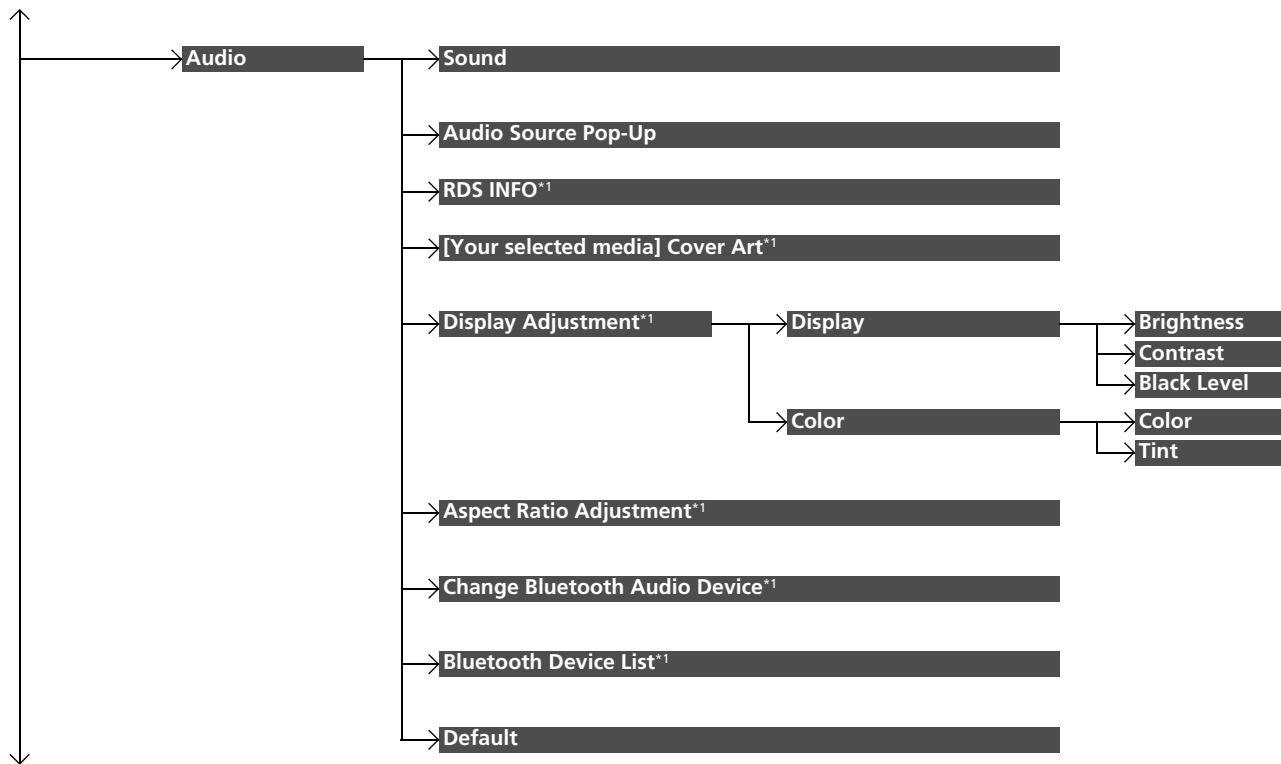 Audio
Sound
Audio Source Pop-Up
RDS INFO*1
[Your selected media] Cover Art*1
Display Adjustment*1
Display
Brightness
Contrast
Black Level
Color
Color
Tint
Aspect Ratio Adjustment*1
Change Bluetooth Audio Device*1
Bluetooth Device List*1
Default